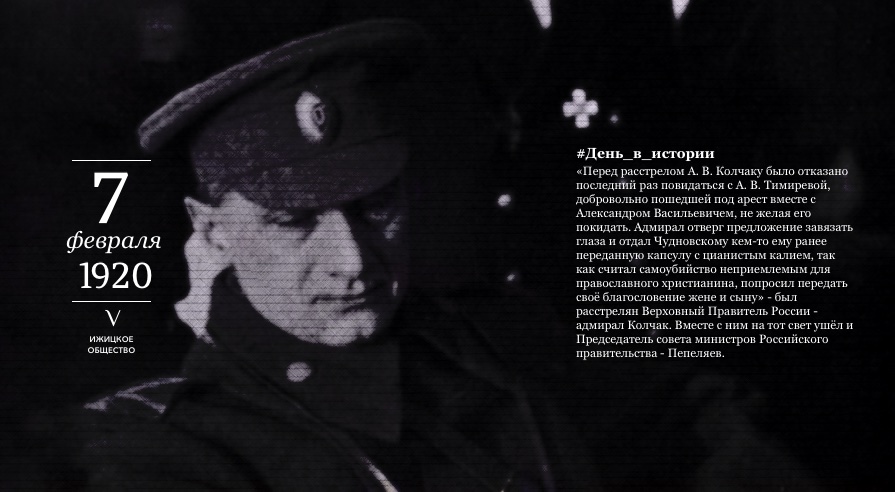 7
февраля
1920
V
ИЖИЦКОЕ
ОБЩЕСТВО
#День_в_истории
«Перед расстрелом А. В. Колчаку было отказано
последний раз повидаться с А. В. Тимиревой,
добровольно пошедшей под арест вместе с
Александром Васильевичем, не желая его
покидать. Адмирал отверг предложение завязать
глаза и отдал Чудновскому кем-то ему ранее
переданную капсулу с цианистым калием, так
как считал самоубийство неприемлемым для
православного христианина, попросил передать
своё благословение жене и сыну» - был
расстрелян Верховный Правитель России -
адмирал Колчак. Вместе с ним на тот свет ушёл и
Председатель совета министров Российского
правительства - Пепеляев.